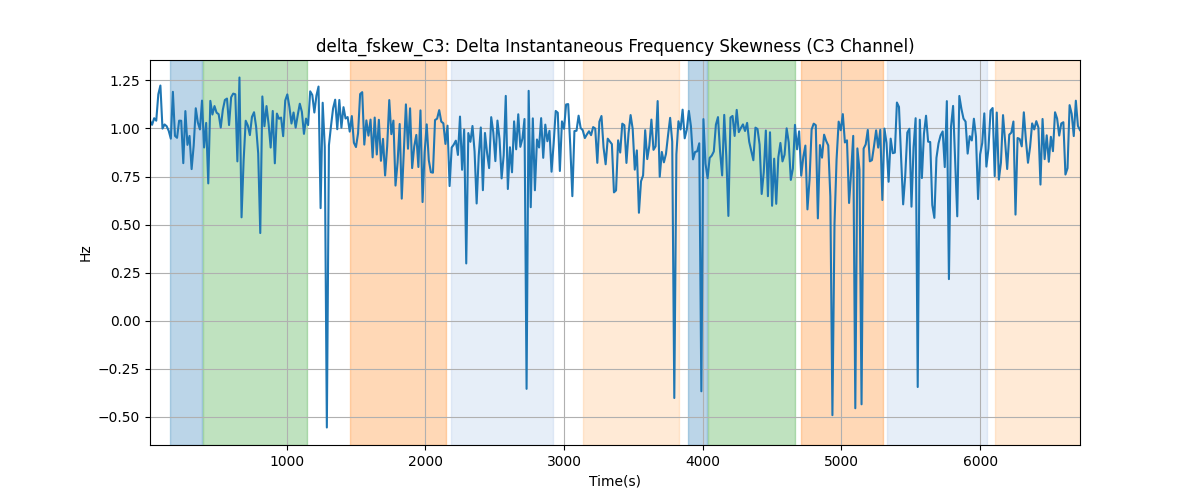 delta_fskew_C3: Delta Instantaneous Frequency Skewness (C3 Channel)
1.25
1.00
0.75
0.50
0.25
0.00
−0.25
−0.50
Hz
1000 2000 3000 4000 5000 6000
Time(s)